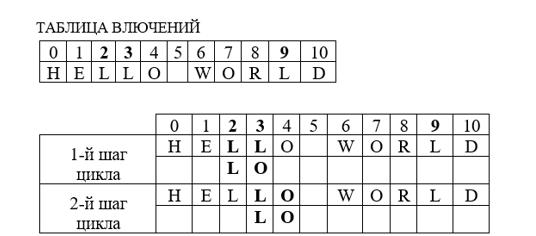 ТАБЛИЦА ВЛЮЧЕНИЙ
0 1 2 3 4 5 6 7 8 9 10
H E L L O W O R L D
0 1 2 3 4 5 6 7 8 9 10
1-й шаг цикла H E L L O W O R L D
L O
2-й шаг цикла H E L L O W O R L D
L O